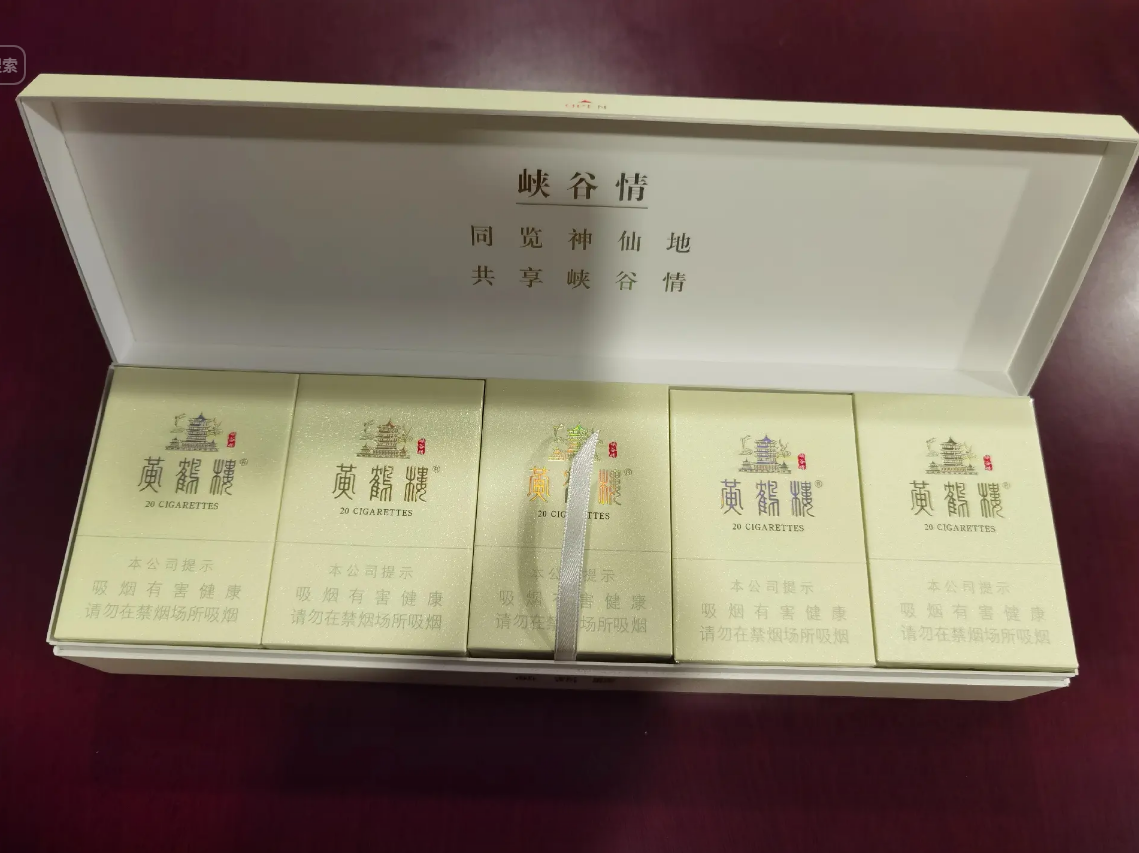 索
OPEN
峡谷情
同览神仙地
共享峡谷情
黄鹤楼®
20 CIGARETTES
本公司提示
吸烟有害健康
请勿在禁烟场所吸烟
黄鹤楼®
20 CIGARETTES
本公司提示
吸烟有害健康
请勿在禁烟场所吸烟
黄鹤楼®
20 CIGARETTES
本公司提示
吸烟有害健康
请勿在禁烟场所吸烟
黄鹤楼®
20 CIGARETTES
本公司提示
吸烟有害健康
请勿在禁烟场所吸烟
黄鹤楼®
20 CIGARETTES
本公司提示
吸烟有害健康
请勿在禁烟场所吸烟